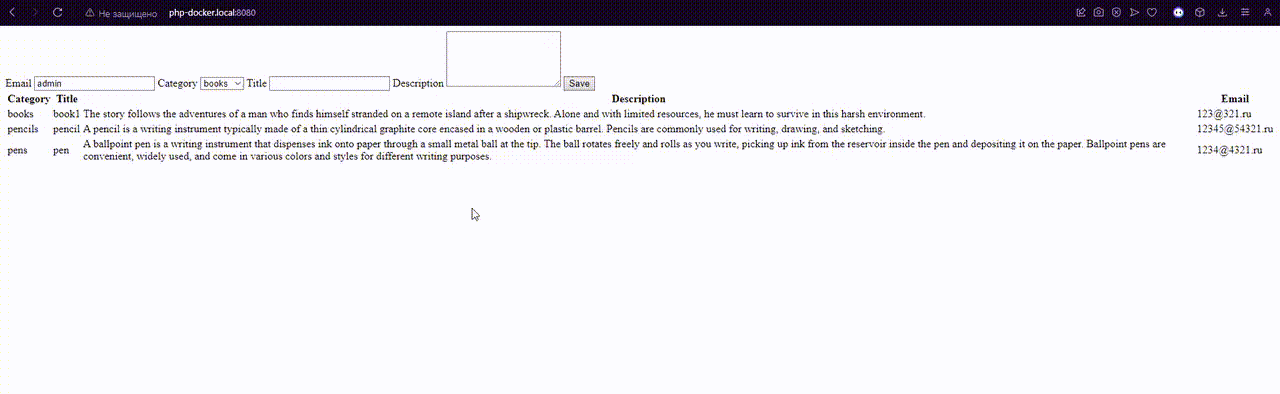 Не защищено php-docker.local:8080
Email admin Category books Title Description Save
Category Title Description Email
books book1 The story follows the adventures of a man who finds himself stranded on a remote island after a shipwreck. Alone and with limited resources, he must learn to survive in this harsh environment. 123@321.ru
pencils pencil A pencil is a writing instrument typically made of a thin cylindrical graphite core encased in a wooden or plastic barrel. Pencils are commonly used for writing, drawing, and sketching. 12345@54321.ru
pens pen A ballpoint pen is a writing instrument that dispenses ink onto paper through a small metal ball at the tip. The ball rotates freely and rolls as you write, picking up ink from the reservoir inside the pen and depositing it on the paper. Ballpoint pens are 1234@4321.ru
convenient, widely used, and come in various colors and styles for different writing purposes.